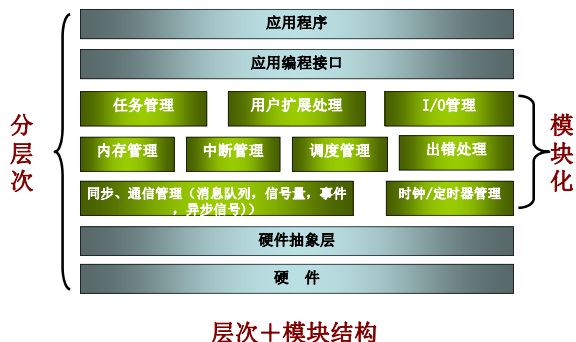 应用程序
应用编程接口
任务管理
用户扩展处理
I/O管理
内存管理
中断管理
调度管理
出错处理
同步、通信管理（消息队列，信号量，事件
，异步信号)）
时钟/定时器管理
硬件抽象层
硬 件
分层次
模块化
层次＋模块结构